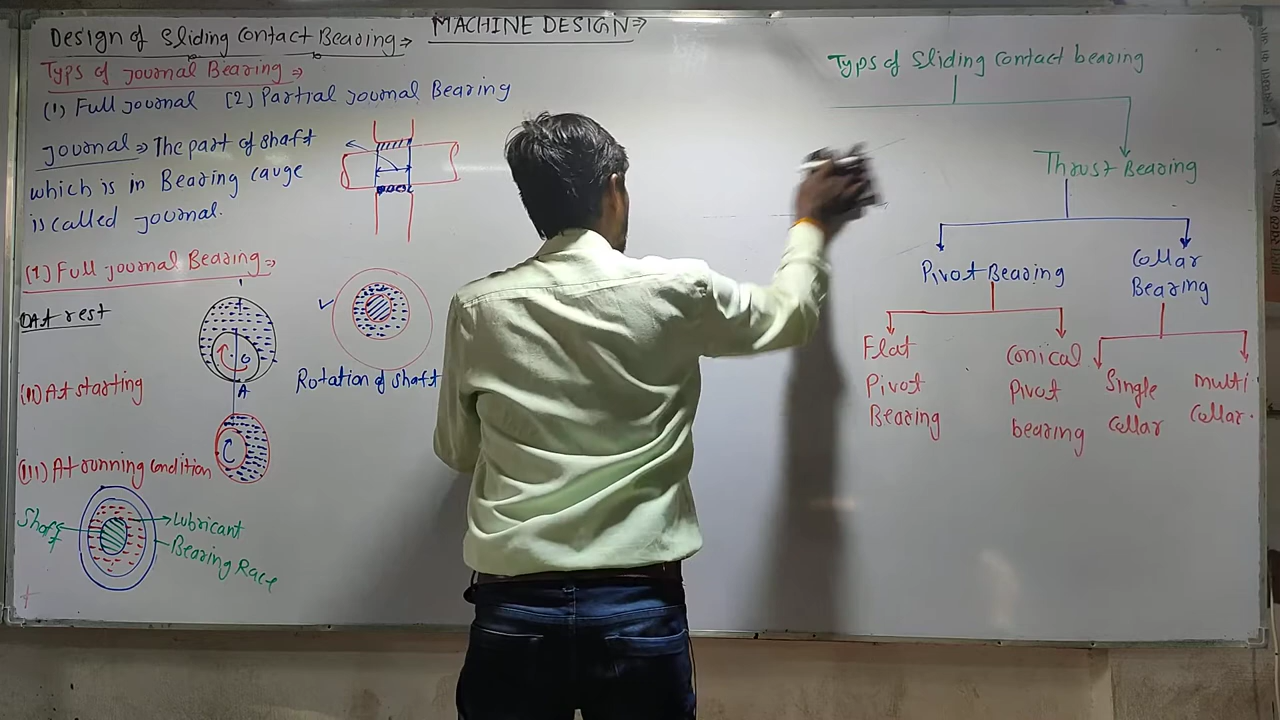 Design of Sliding Contact Bearing⇒ MACHINE DESIGN⇒
Typs of journal Bearing⇒
(1) Full journal (2) Partial journal Bearing
journal⇒ The part of shaft
which is in Bearing cauge
is called journal.
(1) Full journal Bearing⇒
(I) At rest
A
Rotation of shaft
(II) At starting
(III) At running condition
Shaft
Lubricant
Bearing Race
Types of Sliding Contact bearing
Thrust Bearing
Pivot Bearing
Collar
Bearing
Flat
Pivot
Bearing
Conical
Pivot
bearing
Single
collar
multi
collar.